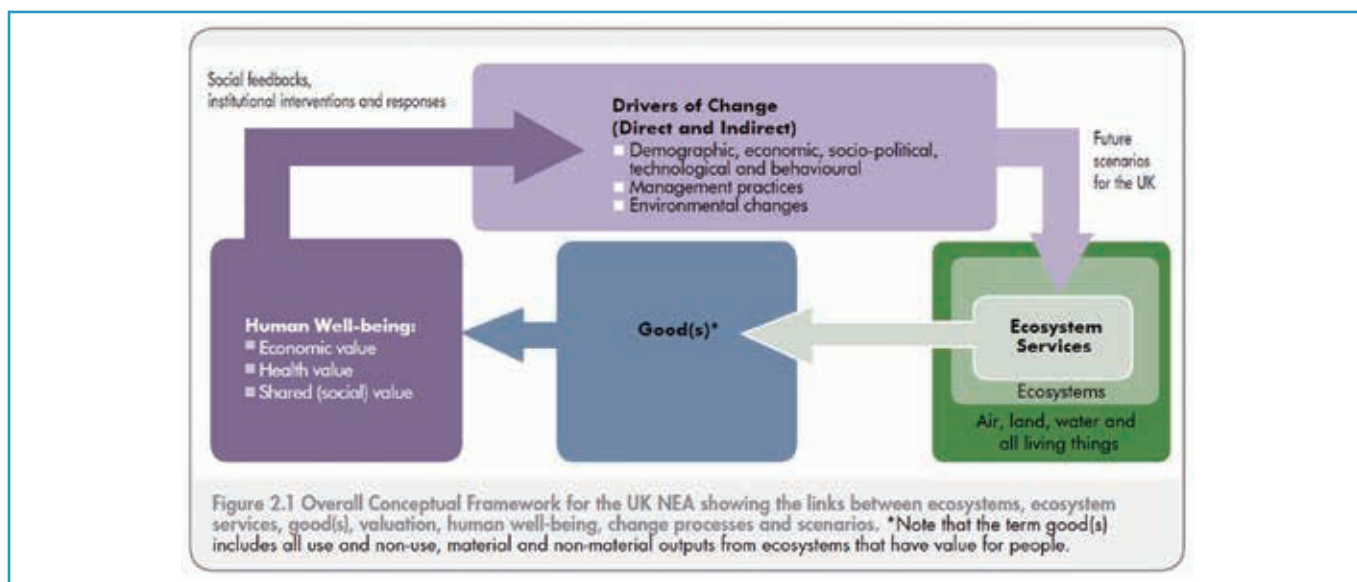 Social feedbacks,
institutional interventions and responses
Drivers of Change
(Direct and Indirect)
Demographic, economic, socio-political,
technological and behavioural
Management practices
Environmental changes
Future
scenarios
for the UK
Human Well-being:
Economic value
Health value
Shared (social) value
Good(s)*
Ecosystem
Services
Ecosystems
Air, land, water and
all living things
Figure 2.1 Overall Conceptual Framework for the UK NEA showing the links between ecosystems, ecosystem
services, good(s), valuation, human well-being, change processes and scenarios. *Note that the term good(s)
includes all use and non-use, material and non-material outputs from ecosystems that have value for people.